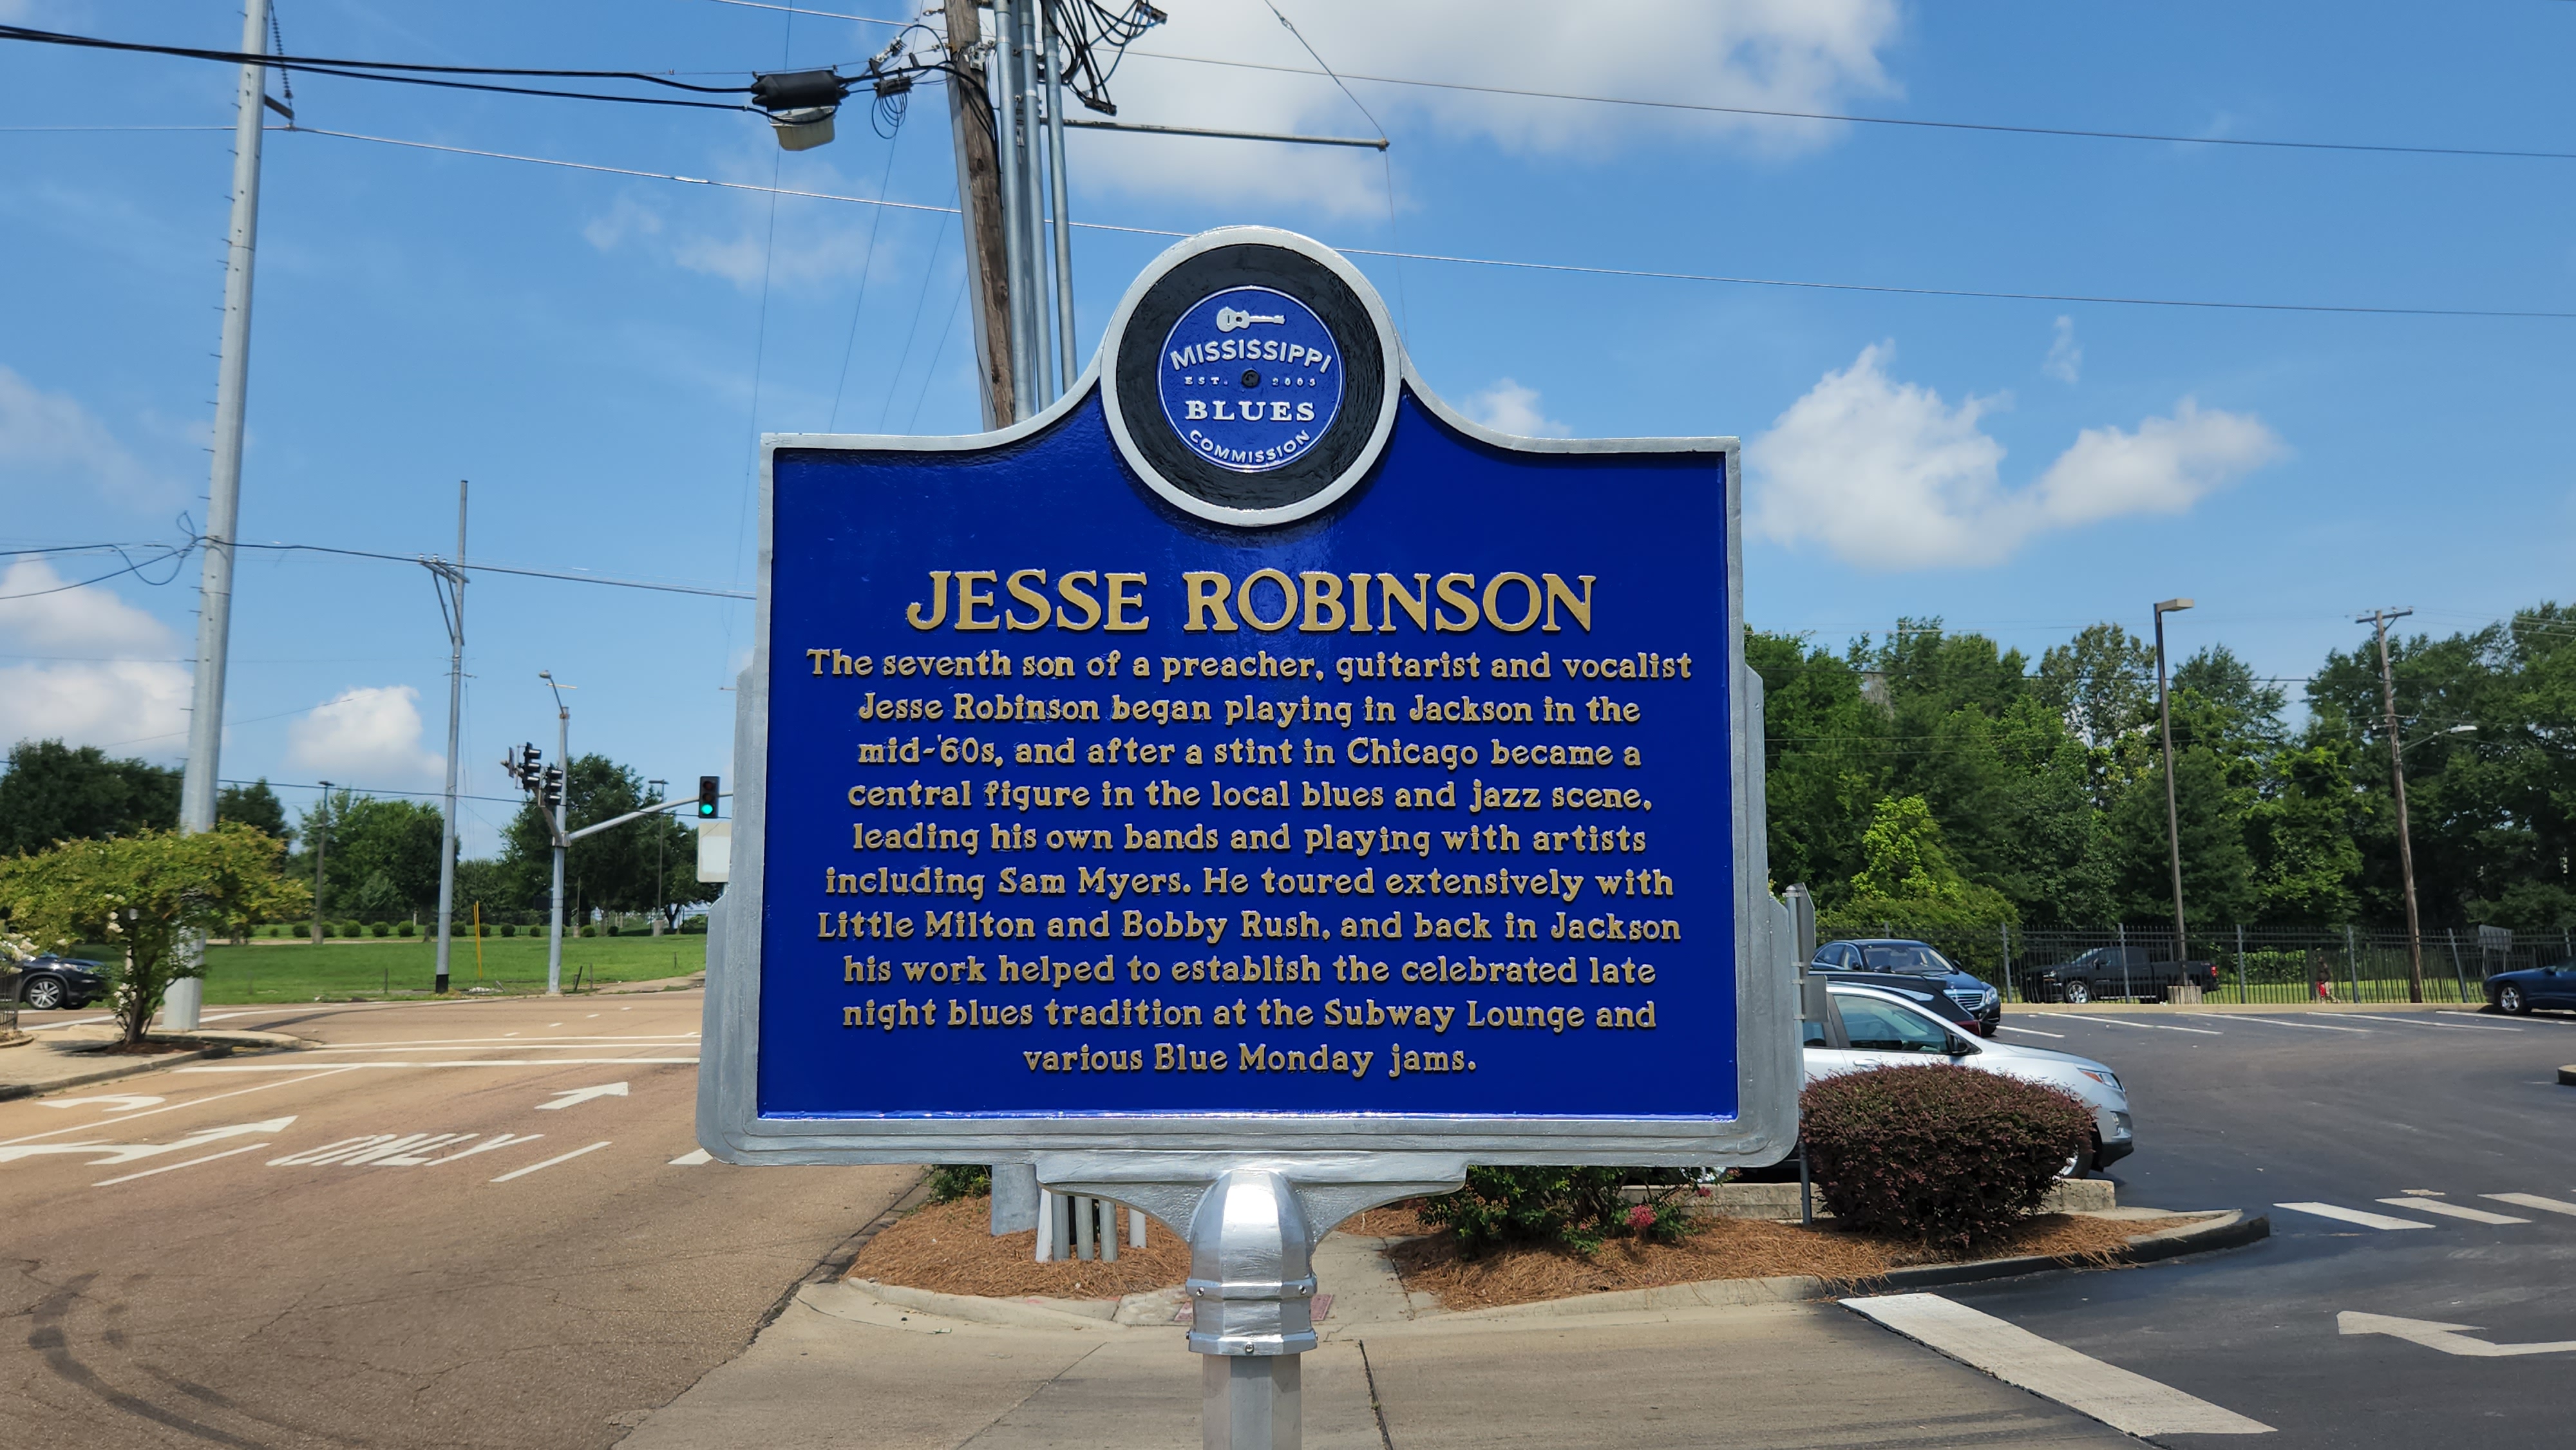 MISSISSIPPI
EST. 2003
BLUES
COMMISSION
JESSE ROBINSON
The seventh son of a preacher, guitarist and vocalist
Jesse Robinson began playing in Jackson in the
mid-'60s, and after a stint in Chicago became a
central figure in the local blues and jazz scene,
leading his own bands and playing with artists
including Sam Myers. He toured extensively with
Little Milton and Bobby Rush, and back in Jackson
his work helped to establish the celebrated late
night blues tradition at the Subway Lounge and
various Blue Monday jams.
ONLY